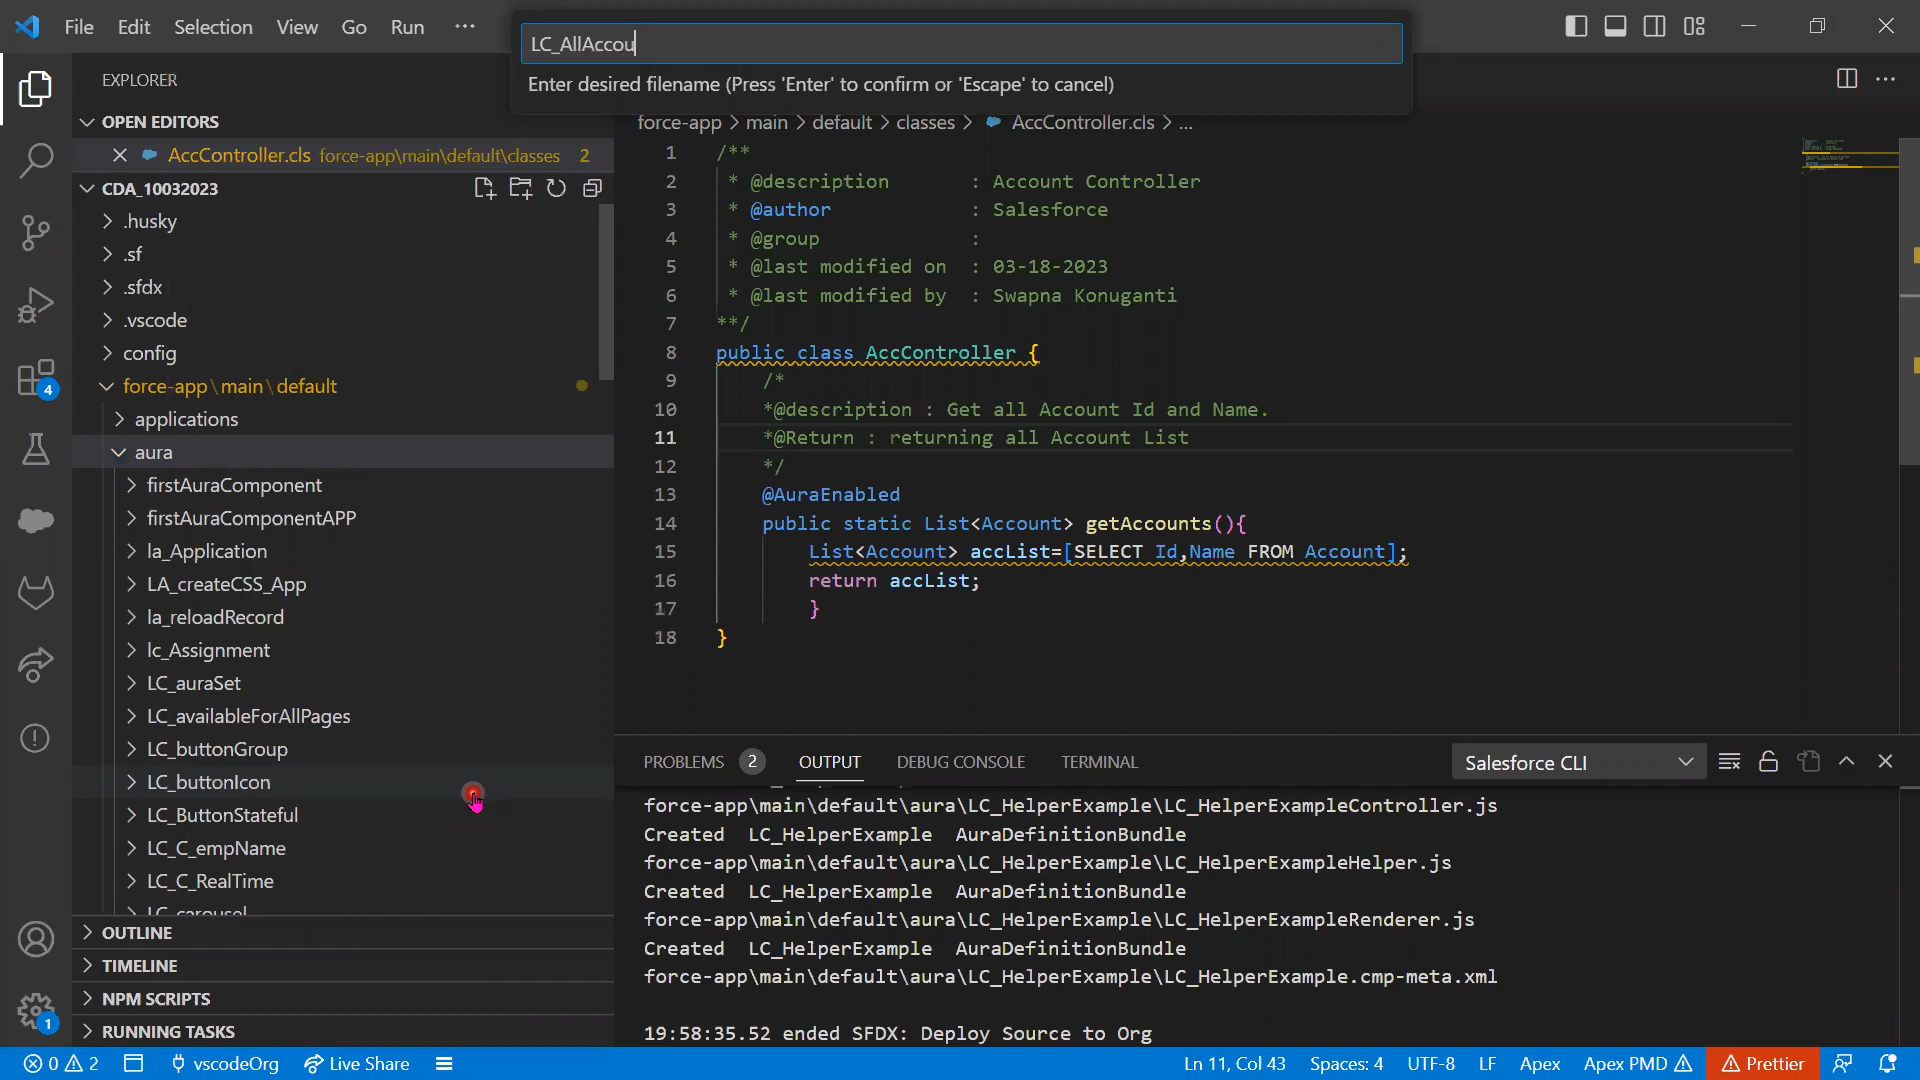 File Edit Selection View Go Run ···
LC_AllAccou
Enter desired filename (Press 'Enter' to confirm or 'Escape' to cancel)
EXPLORER
OPEN EDITORS
AccController.cls force-app\main\default\classes 2
CDA_10032023
.husky
.sf
.sfdx
.vscode
config
force-app\main\default
applications
aura
firstAuraComponent
firstAuraComponentAPP
la_Application
LA_createCSS_App
la_reloadRecord
lc_Assignment
LC_auraSet
LC_availableForAllPages
LC_buttonGroup
LC_buttonIcon
LC_ButtonStateful
LC_C_empName
LC_C_RealTime
LC_carousel
OUTLINE
TIMELINE
NPM SCRIPTS
RUNNING TASKS
4
1
force-app > main > default > classes > AccController.cls > ...
1 /**
2 * @description : Account Controller
3 * @author : Salesforce
4 * @group :
5 * @last modified on : 03-18-2023
6 * @last modified by : Swapna Konuganti
7 **/
8 public class AccController {
9 /*
10 *@description : Get all Account Id and Name.
11 *@Return : returning all Account List
12 */
13 @AuraEnabled
14 public static List<Account> getAccounts(){
15 List<Account> accList=[SELECT Id,Name FROM Account];
16 return accList;
17 }
18 }
PROBLEMS 2 OUTPUT DEBUG CONSOLE TERMINAL Salesforce CLI
force-app\main\default\aura\LC_HelperExample\LC_HelperExampleController.js
Created LC_HelperExample AuraDefinitionBundle
force-app\main\default\aura\LC_HelperExample\LC_HelperExampleHelper.js
Created LC_HelperExample AuraDefinitionBundle
force-app\main\default\aura\LC_HelperExample\LC_HelperExampleRenderer.js
Created LC_HelperExample AuraDefinitionBundle
force-app\main\default\aura\LC_HelperExample\LC_HelperExample.cmp-meta.xml
19:58:35.52 ended SFDX: Deploy Source to Org
0 2 vscodeOrg Live Share Ln 11, Col 43 Spaces: 4 UTF-8 LF Apex Apex PMD Prettier